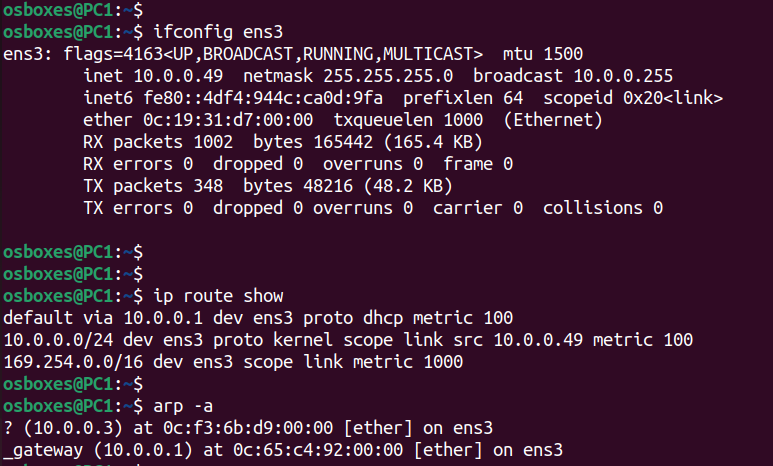 osboxes@PC1:~$
osboxes@PC1:~$ ifconfig ens3
ens3: flags=4163<UP,BROADCAST,RUNNING,MULTICAST>  mtu 1500
        inet 10.0.0.49  netmask 255.255.255.0  broadcast 10.0.0.255
        inet6 fe80::4df4:944c:ca0d:9fa  prefixlen 64  scopeid 0x20<link>
        ether 0c:19:31:d7:00:00  txqueuelen 1000  (Ethernet)
        RX packets 1002  bytes 165442 (165.4 KB)
        RX errors 0  dropped 0  overruns 0  frame 0
        TX packets 348  bytes 48216 (48.2 KB)
        TX errors 0  dropped 0 overruns 0  carrier 0  collisions 0
osboxes@PC1:~$
osboxes@PC1:~$
osboxes@PC1:~$ ip route show
default via 10.0.0.1 dev ens3 proto dhcp metric 100
10.0.0.0/24 dev ens3 proto kernel scope link src 10.0.0.49 metric 100
169.254.0.0/16 dev ens3 scope link metric 1000
osboxes@PC1:~$
osboxes@PC1:~$ arp -a
? (10.0.0.3) at 0c:f3:6b:d9:00:00 [ether] on ens3
_gateway (10.0.0.1) at 0c:65:c4:92:00:00 [ether] on ens3